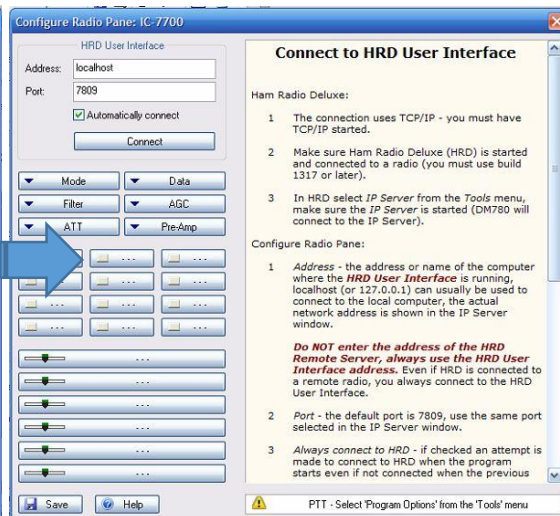 Configure Radio Pane: IC-7700
HRD User Interface
Address: localhost
Port: 7809
Automatically connect
Connect
Mode Data
Filter AGC
ATT Pre-Amp
... ...
... ... ...
... ... ...
... ... ...
...
...
...
...
...
...
Save Help
Connect to HRD User Interface
Ham Radio Deluxe:
1 The connection uses TCP/IP - you must have
TCP/IP started.
2 Make sure Ham Radio Deluxe (HRD) is started
and connected to a radio (you must use build
1317 or later).
3 In HRD select IP Server from the Tools menu,
make sure the IP Server is started (DM780 will
connect to the IP Server).
Configure Radio Pane:
1 Address - the address or name of the computer
where the HRD User Interface is running,
localhost (or 127.0.0.1) can usually be used to
connect to the local computer, the actual
network address is shown in the IP Server
window.
Do NOT enter the address of the HRD
Remote Server, always use the HRD User
Interface address. Even if HRD is connected to
a remote radio, you always connect to the HRD
User Interface.
2 Port - the default port is 7809, use the same port
selected in the IP Server window.
3 Always connect to HRD - if checked an attempt is
made to connect to HRD when the program
starts even if not connected when the previous
PTT - Select 'Program Options' from the 'Tools' menu